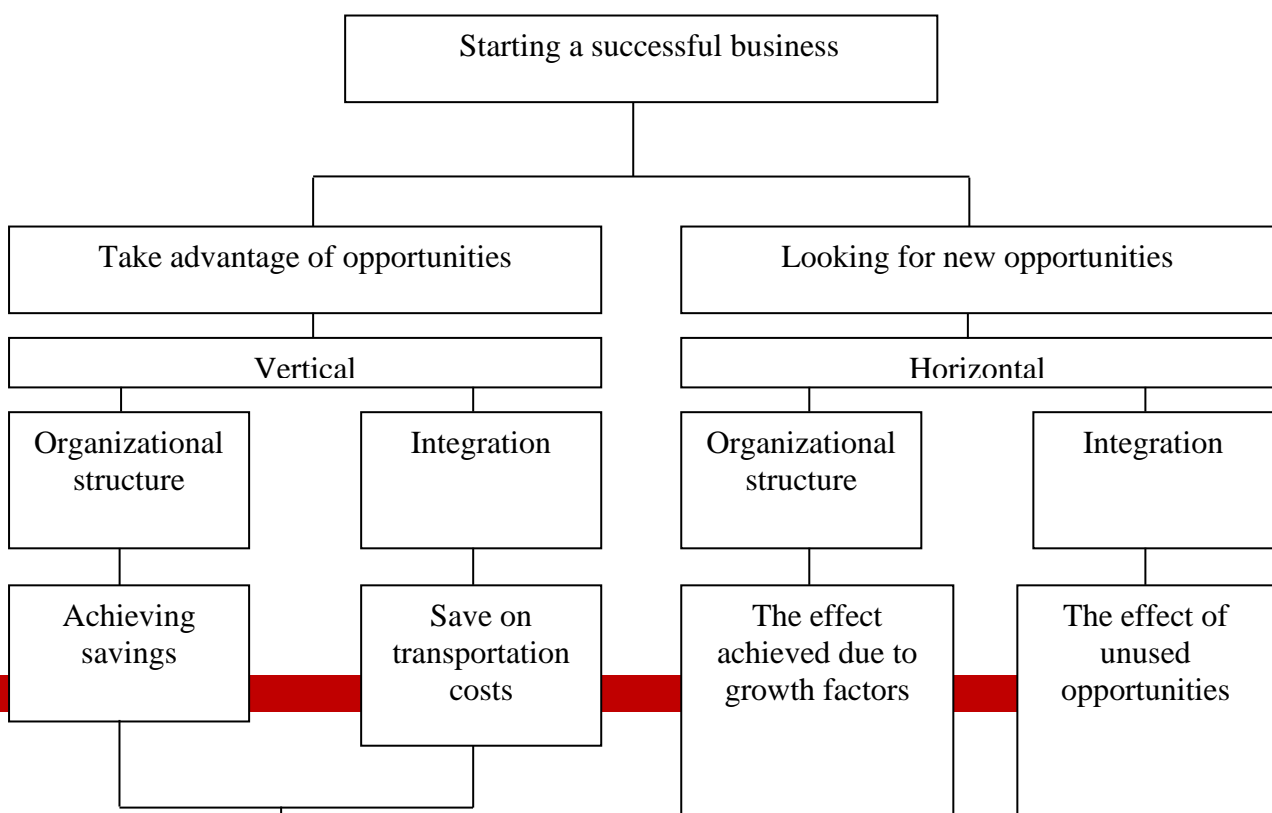 Starting a successful business
Take advantage of opportunities
Looking for new opportunities
Vertical
Horizontal
Organizational
structure
Integration
Organizational
structure
Integration
Achieving
savings
Save on
transportation
costs
The effect
achieved due to
growth factors
The effect of
unused
opportunities